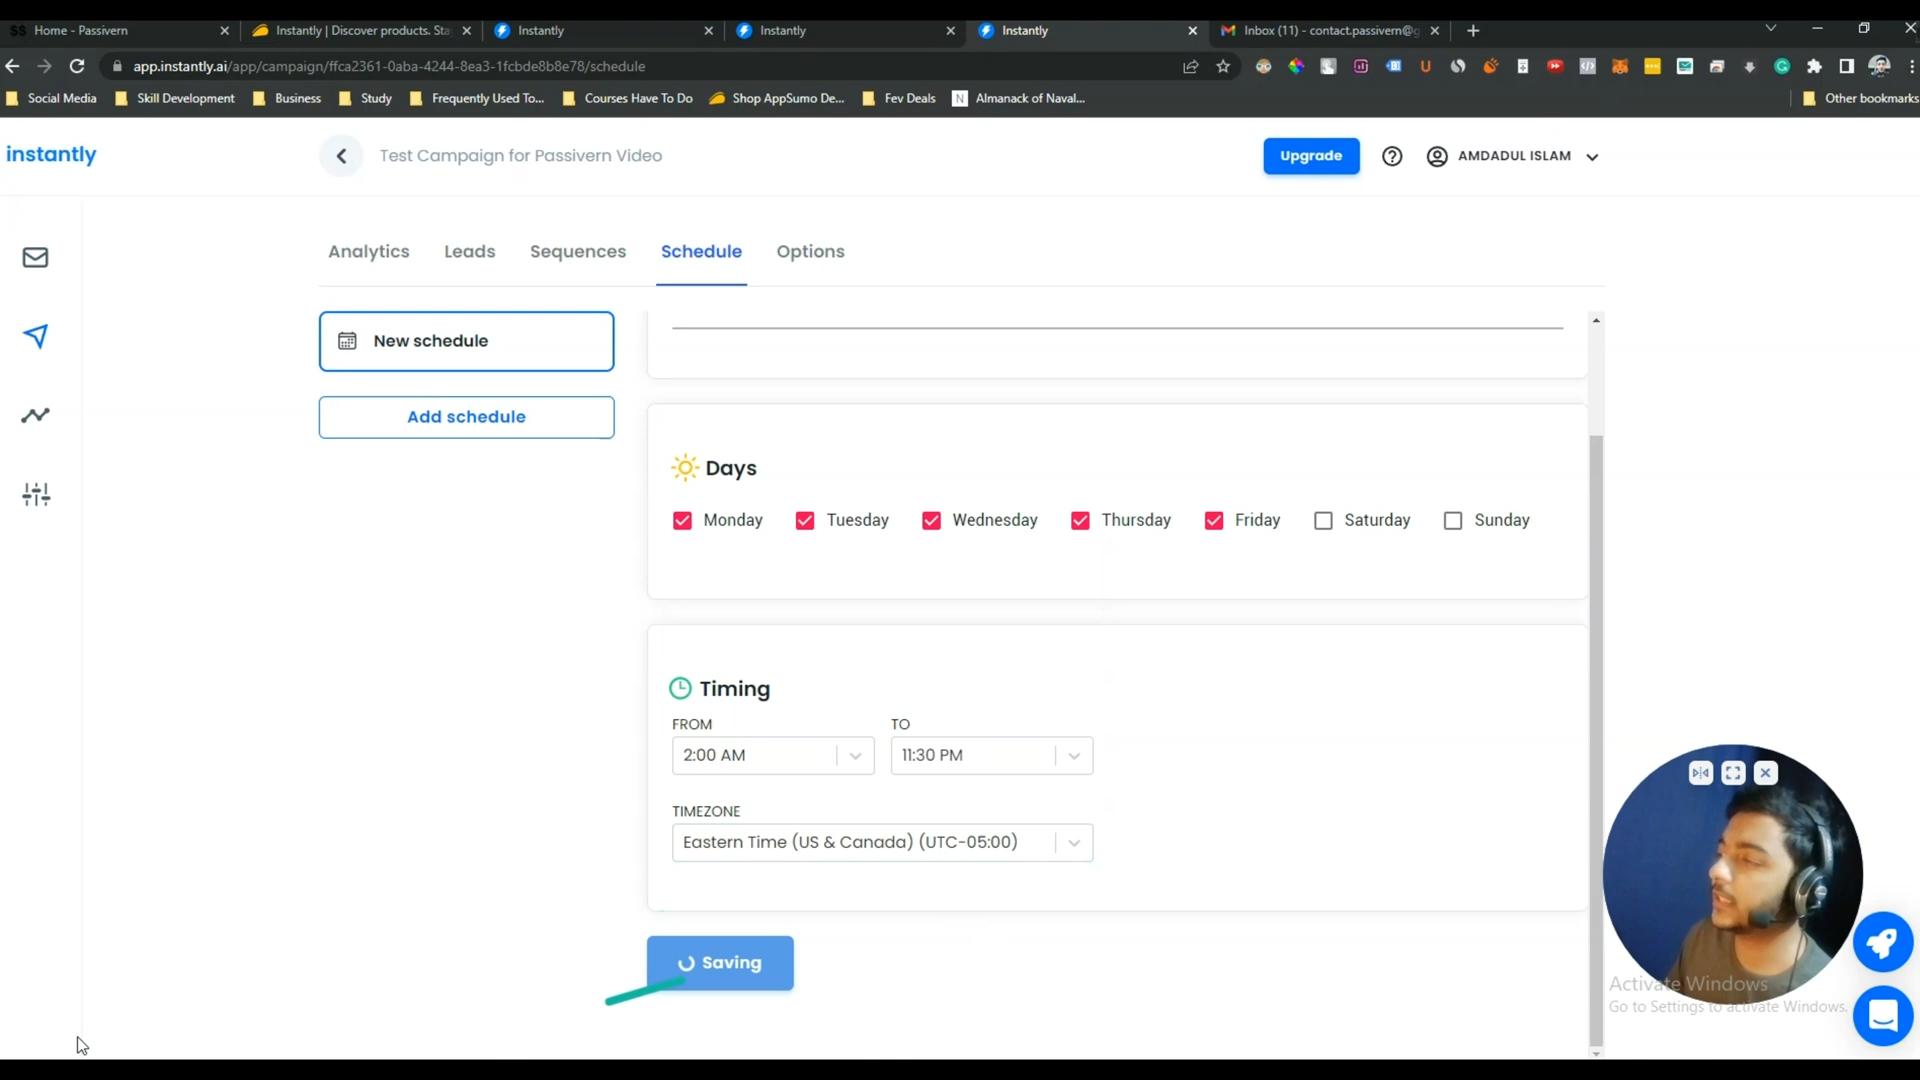 Home - Passivern
Instantly | Discover products. Sta
Instantly
Instantly
Instantly
Inbox (11) - contact.passivern@g
app.instantly.ai/app/campaign/ffca2361-0aba-4244-8ea3-1fcbde8b8e78/schedule
Social Media
Skill Development
Business
Study
Frequently Used To...
Courses Have To Do
Shop AppSumo De...
Fev Deals
Almanack of Naval...
Other bookmarks
instantly
Test Campaign for Passivern Video
Upgrade
AMDADUL ISLAM
Analytics
Leads
Sequences
Schedule
Options
New schedule
Add schedule
Days
Monday
Tuesday
Wednesday
Thursday
Friday
Saturday
Sunday
Timing
FROM
TO
2:00 AM
11:30 PM
TIMEZONE
Eastern Time (US & Canada) (UTC-05:00)
Saving
Activate Windows
Go to Settings to activate Windows.